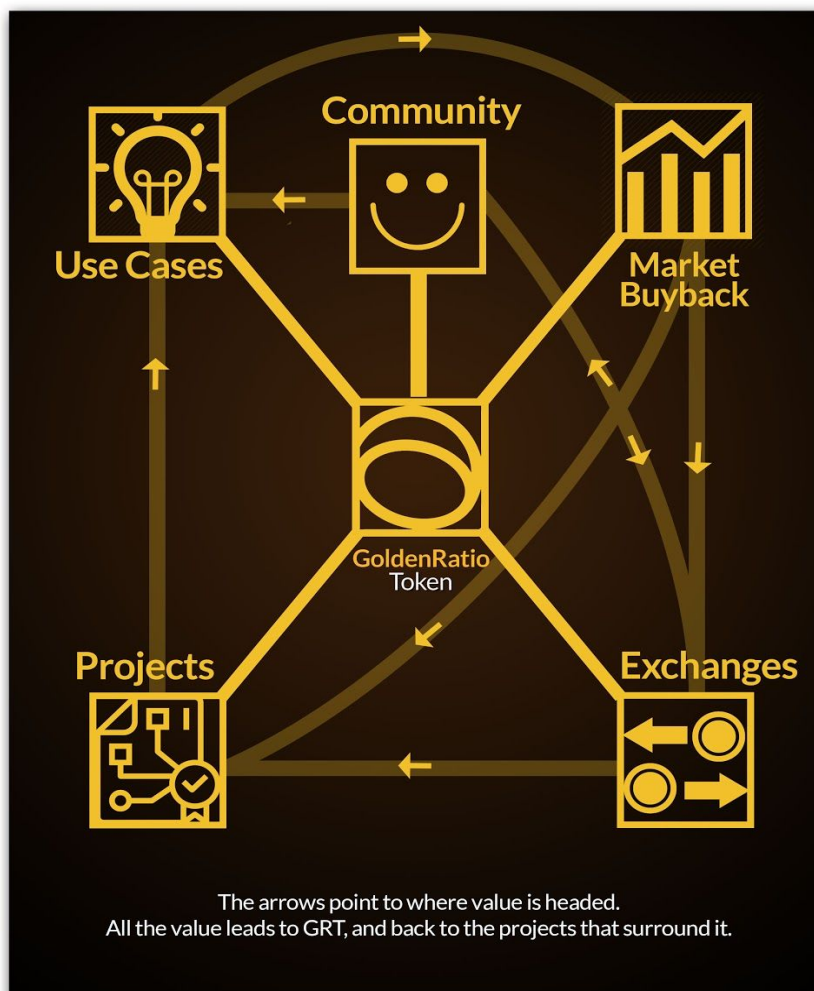 Community
Use Cases
Market
Buyback
GoldenRatio
Token
Projects
Exchanges
The arrows point to where value is headed.
All the value leads to GRT, and back to the projects that surround it.